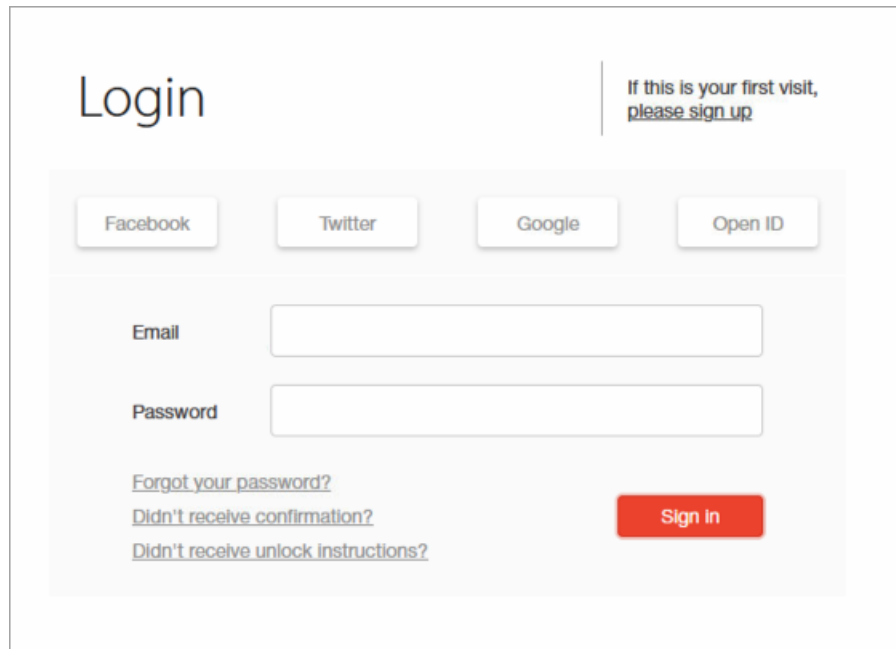 Login
If this is your first visit,
please sign up
Facebook Twitter Google Open ID
Email
Password
Forgot your password?
Didn't receive confirmation?
Didn't receive unlock instructions?
Sign in